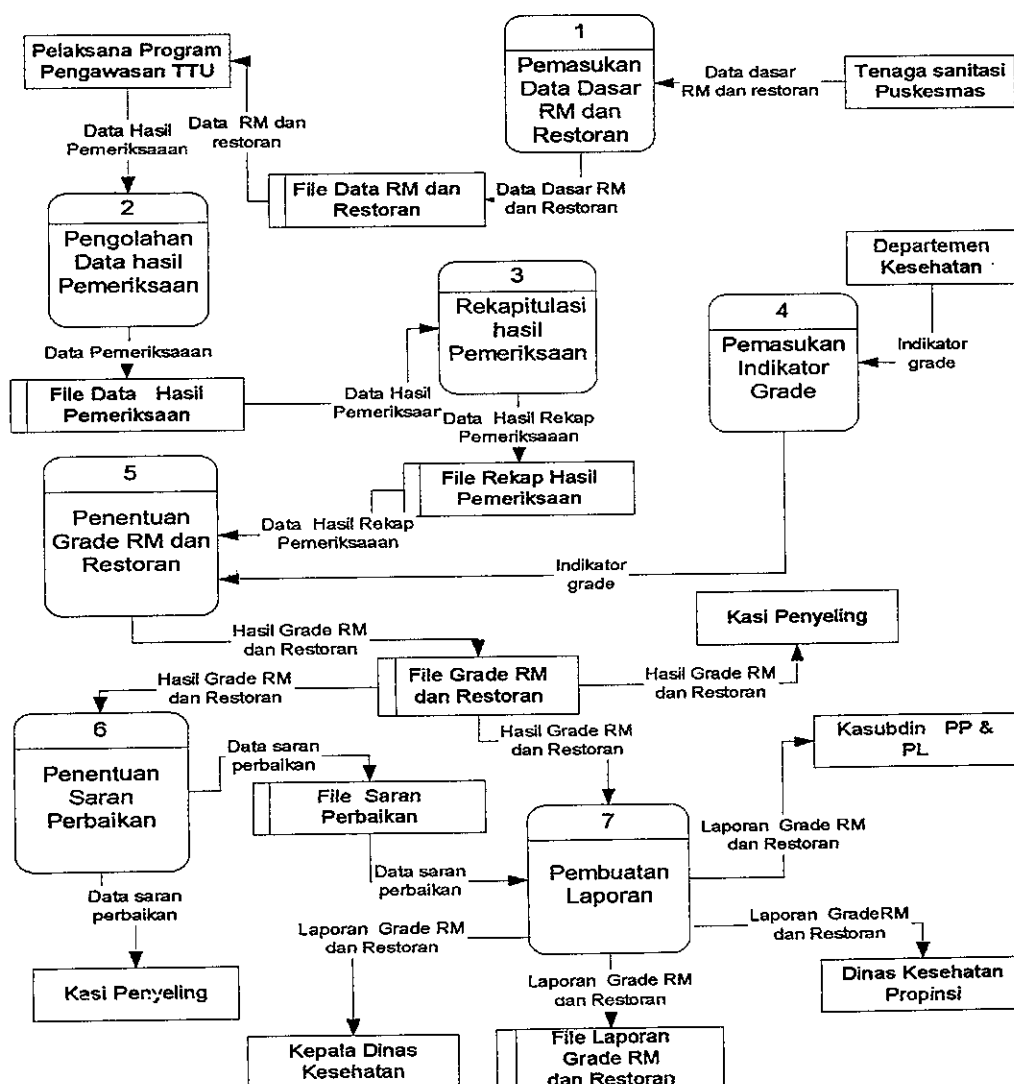 1
Pelaksana Program
Pengawasan TTU
Pemasukan
Data Dasar
RM dan
Restoran
Data dasar
RM dan restoran
Tenaga sanitasi
Puskesmas
Data Hasil
Pemeriksaaan
Data RM dan
restoran
File Data RM dan
Restoran
Data Dasar RM
dan Restoran
2
Pengolahan
Data hasil
Pemeriksaan
Departemen
Kesehatan
3
Rekapitulasi
hasil
Pemeriksaan
4
Pemasukan
Indikator
Grade
Indikator
grade
Data Pemeriksaaan
File Data Hasil
Pemeriksaan
Data Hasil
Pemeriksaar
Data Hasil Rekap
Pemeriksaaan
File Rekap Hasil
Pemeriksaan
5
Penentuan
Grade RM dan
Restoran
Data Hasil Rekap
Pemeriksaaan
Indikator
grade
Kasi Penyeling
Hasil Grade RM
dan Restoran
File Grade RM
dan Restoran
Hasil Grade RM
dan Restoran
Hasil Grade RM
dan Restoran
6
Penentuan
Saran
Perbaikan
Data saran
perbaikan
Hasil Grade RM
dan Restoran
Kasubdin PP &
PL
File Saran
Perbaikan
7
Pembuatan
Laporan
Laporan Grade RM
dan Restoran
Data saran
perbaikan
Data saran
perbaikan
Laporan Grade RM
dan Restoran
Laporan GradeRM
dan Restoran
Kasi Penyeling
Laporan Grade RM
dan Restoran
Dinas Kesehatan
Propinsi
Kepala Dinas
Kesehatan
File Laporan
Grade RM
dan Restoran